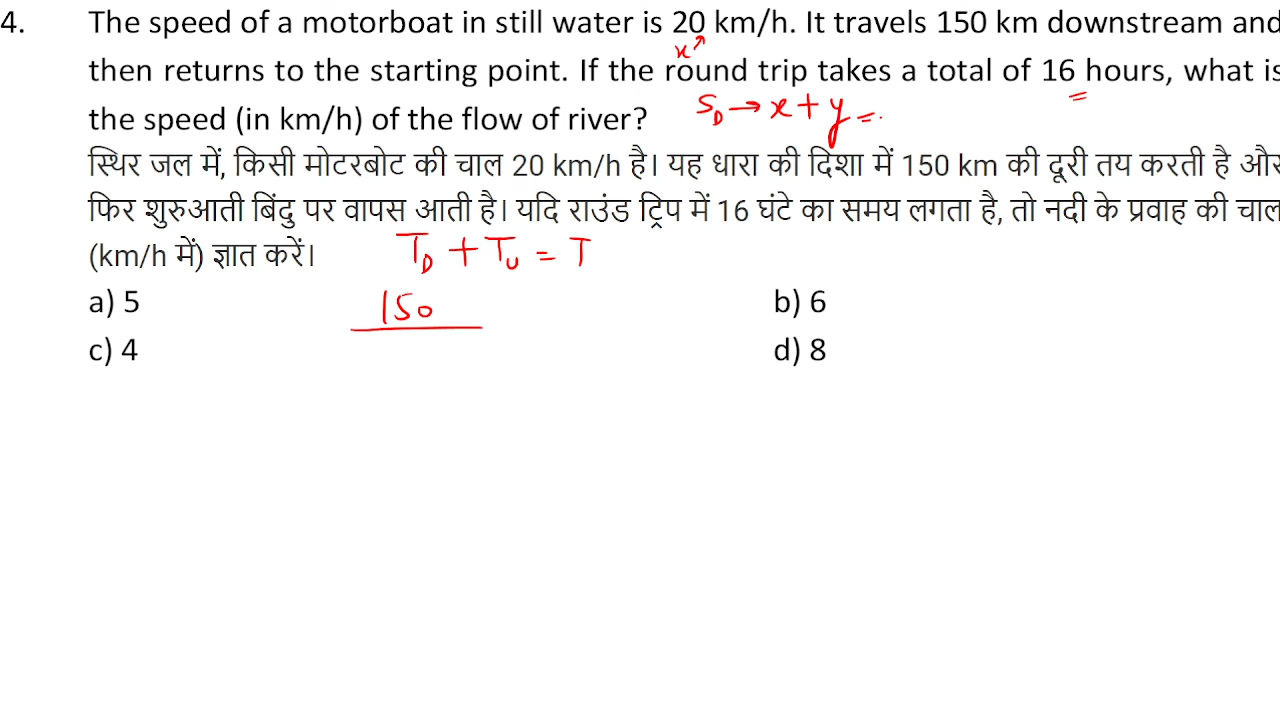 4. The speed of a motorboat in still water is 20 km/h. It travels 150 km downstream and
x
then returns to the starting point. If the round trip takes a total of 16 hours, what is
the speed (in km/h) of the flow of river? S_D → x + y =
स्थिर जल में, किसी मोटरबोट की चाल 20 km/h है। यह धारा की दिशा में 150 km की दूरी तय करती है और
फिर शुरुआती बिंदु पर वापस आती है। यदि राउंड ट्रिप में 16 घंटे का समय लगता है, तो नदी के प्रवाह की चाल
(km/h में) ज्ञात करें। T_D + T_U = T
a) 5 150 b) 6
c) 4 d) 8